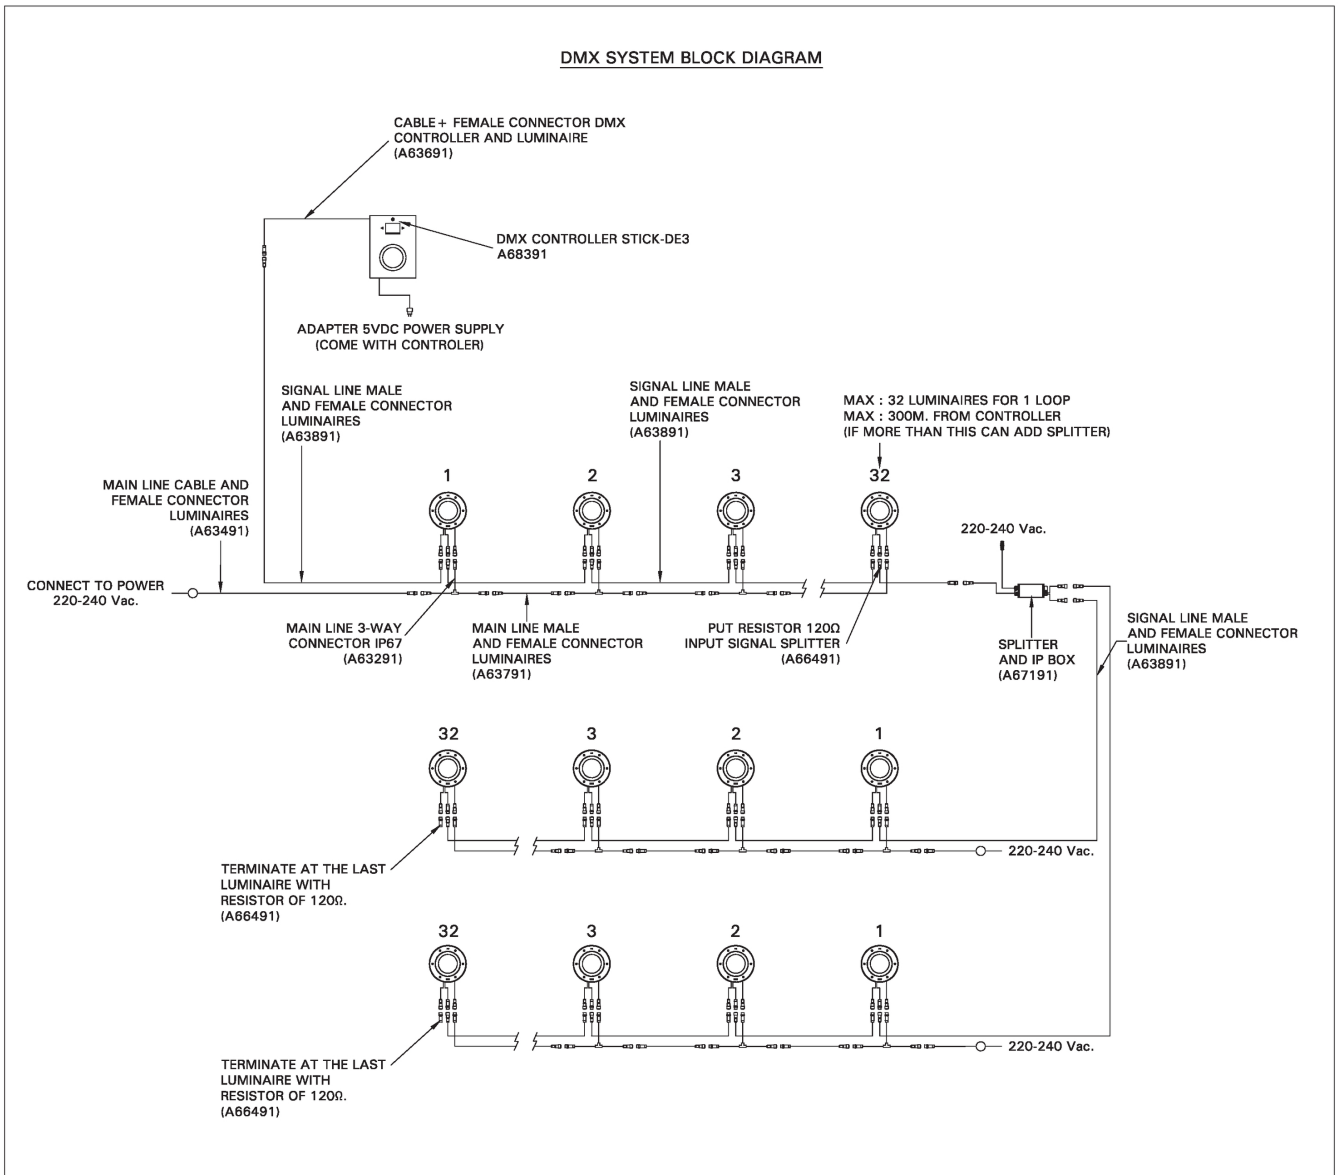 DMX SYSTEM BLOCK DIAGRAM
CABLE+ FEMALE CONNECTOR DMX
CONTROLLER AND LUMINAIRE
(A63691)
DMX CONTROLLER STICK-DE3
A68391
ADAPTER 5VDC POWER SUPPLY
(COME WITH CONTROLER)
SIGNAL LINE MALE
AND FEMALE CONNECTOR
LUMINAIRES
(A63891)
SIGNAL LINE MALE
AND FEMALE CONNECTOR
LUMINAIRES
(A63891)
MAX : 32 LUMINAIRES FOR 1 LOOP
MAX : 300M. FROM CONTROLLER
(IF MORE THAN THIS CAN ADD SPLITTER)
MAIN LINE CABLE AND
FEMALE CONNECTOR
LUMINAIRES
(A63491)
1
2
3
32
220-240 Vac.
CONNECT TO POWER
220-240 Vac.
MAIN LINE 3-WAY
CONNECTOR IP67
(A63291)
MAIN LINE MALE
AND FEMALE CONNECTOR
LUMINAIRES
(A63791)
PUT RESISTOR 120Ω
INPUT SIGNAL SPLITTER
(A66491)
SPLITTER
AND IP BOX
(A67191)
SIGNAL LINE MALE
AND FEMALE CONNECTOR
LUMINAIRES
(A63891)
32
3
2
1
220-240 Vac.
TERMINATE AT THE LAST
LUMINAIRE WITH
RESISTOR OF 120Ω.
(A66491)
32
3
2
1
220-240 Vac.
TERMINATE AT THE LAST
LUMINAIRE WITH
RESISTOR OF 120Ω.
(A66491)